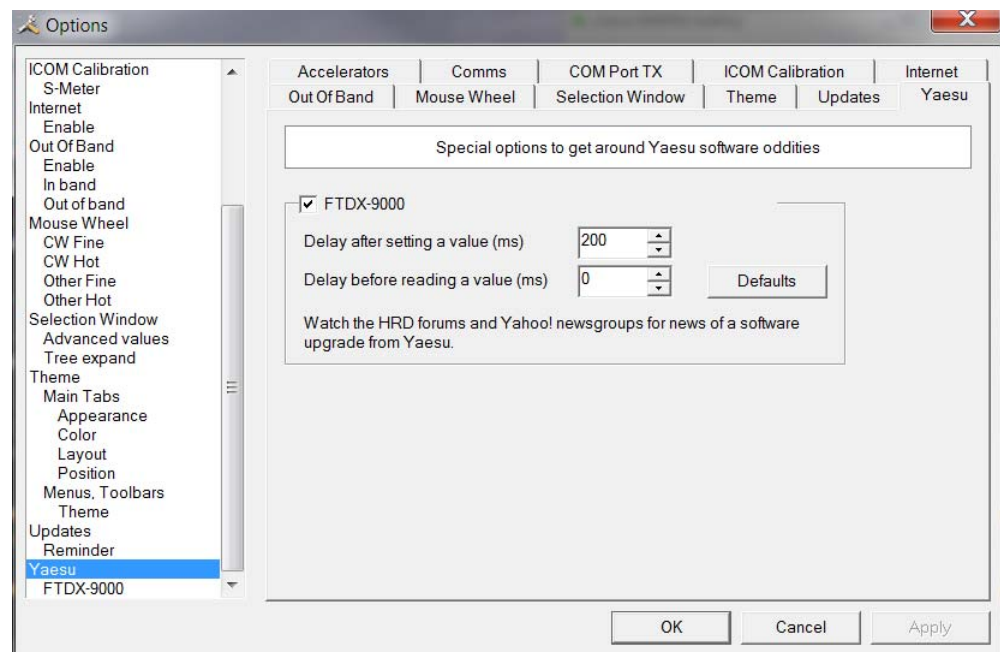 Options
X
ICOM Calibration
S-Meter
Internet
Enable
Out Of Band
Enable
In band
Out of band
Mouse Wheel
CW Fine
CW Hot
Other Fine
Other Hot
Selection Window
Advanced values
Tree expand
Theme
Main Tabs
Appearance
Color
Layout
Position
Menus, Toolbars
Theme
Updates
Reminder
Yaesu
FTDX-9000
Accelerators Comms COM Port TX ICOM Calibration Internet
Out Of Band Mouse Wheel Selection Window Theme Updates Yaesu
Special options to get around Yaesu software oddities
FTDX-9000
Delay after setting a value (ms) 200
Delay before reading a value (ms) 0 Defaults
Watch the HRD forums and Yahoo! newsgroups for news of a software
upgrade from Yaesu.
OK Cancel Apply